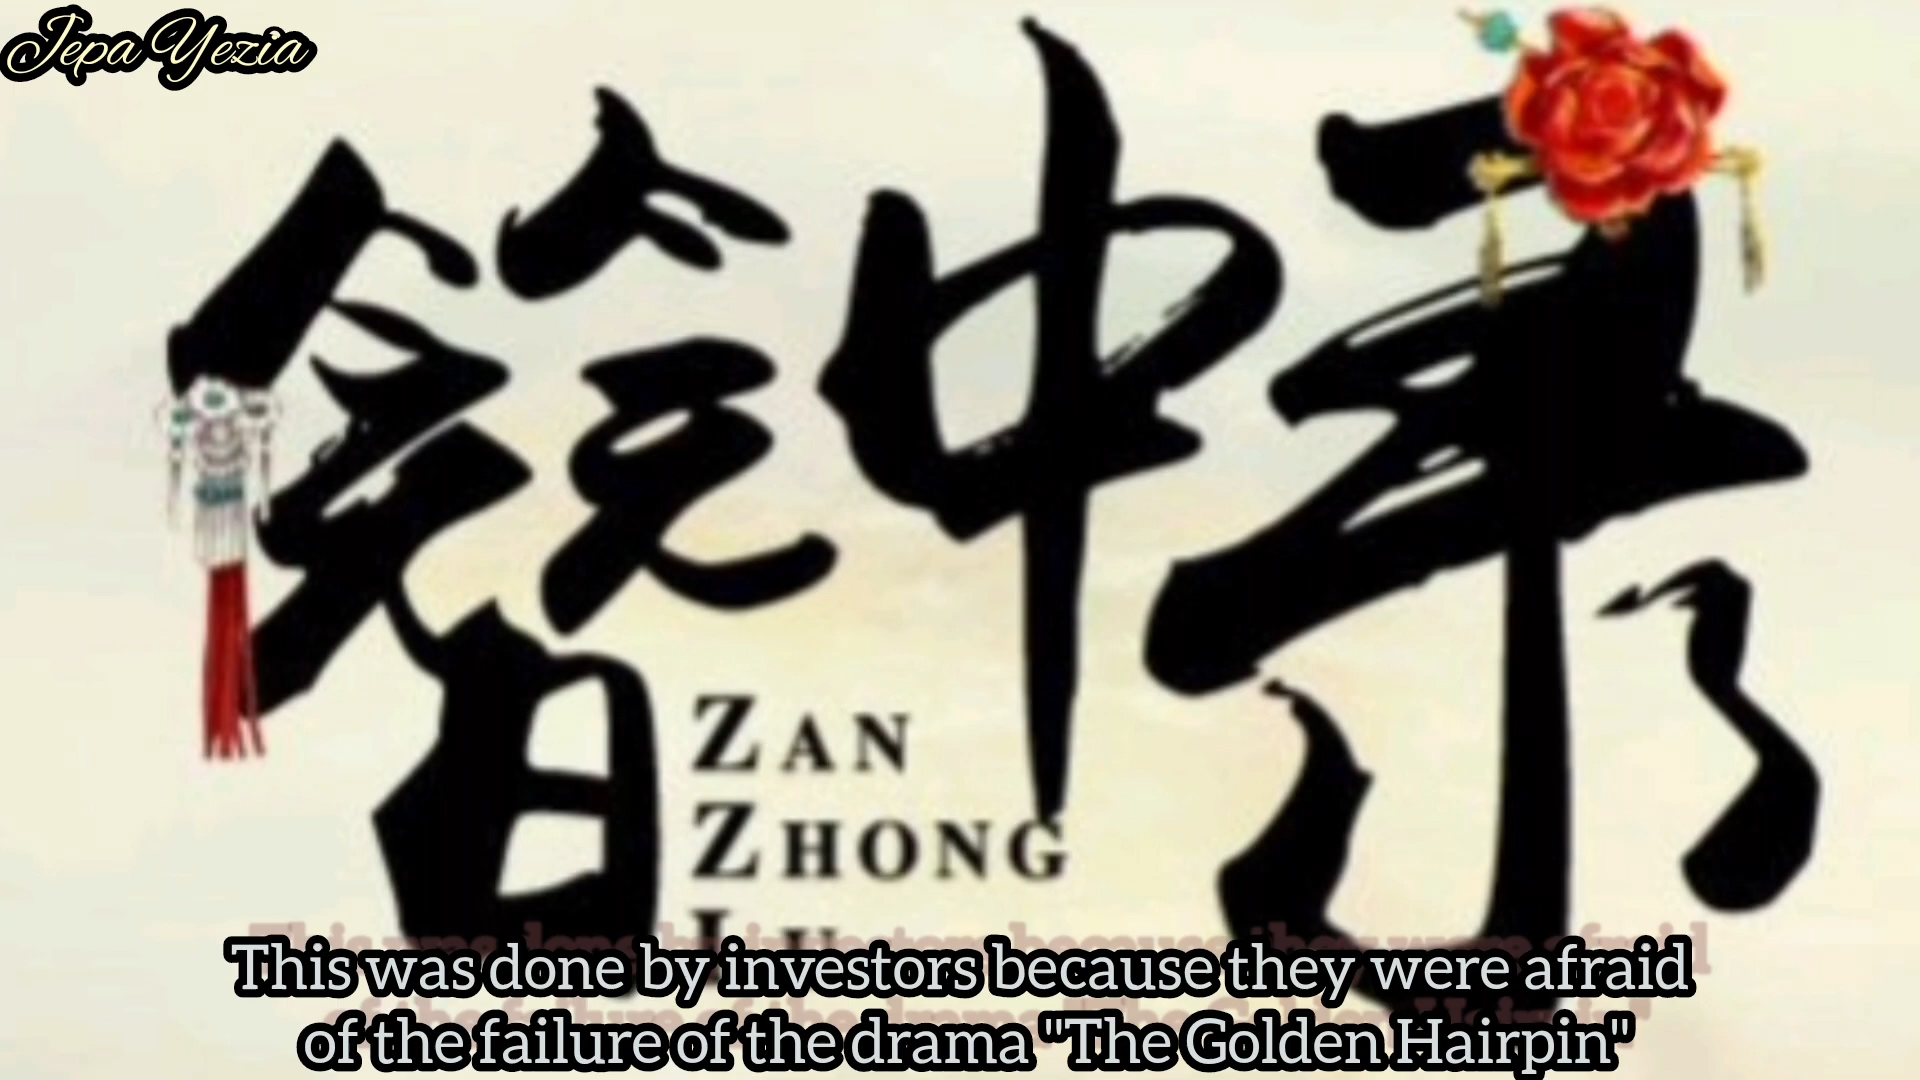 Jepa Yezia
簪中录
ZAN
ZHONG
LU
This was done by investors because they were afraid
of the failure of the drama "The Golden Hairpin"